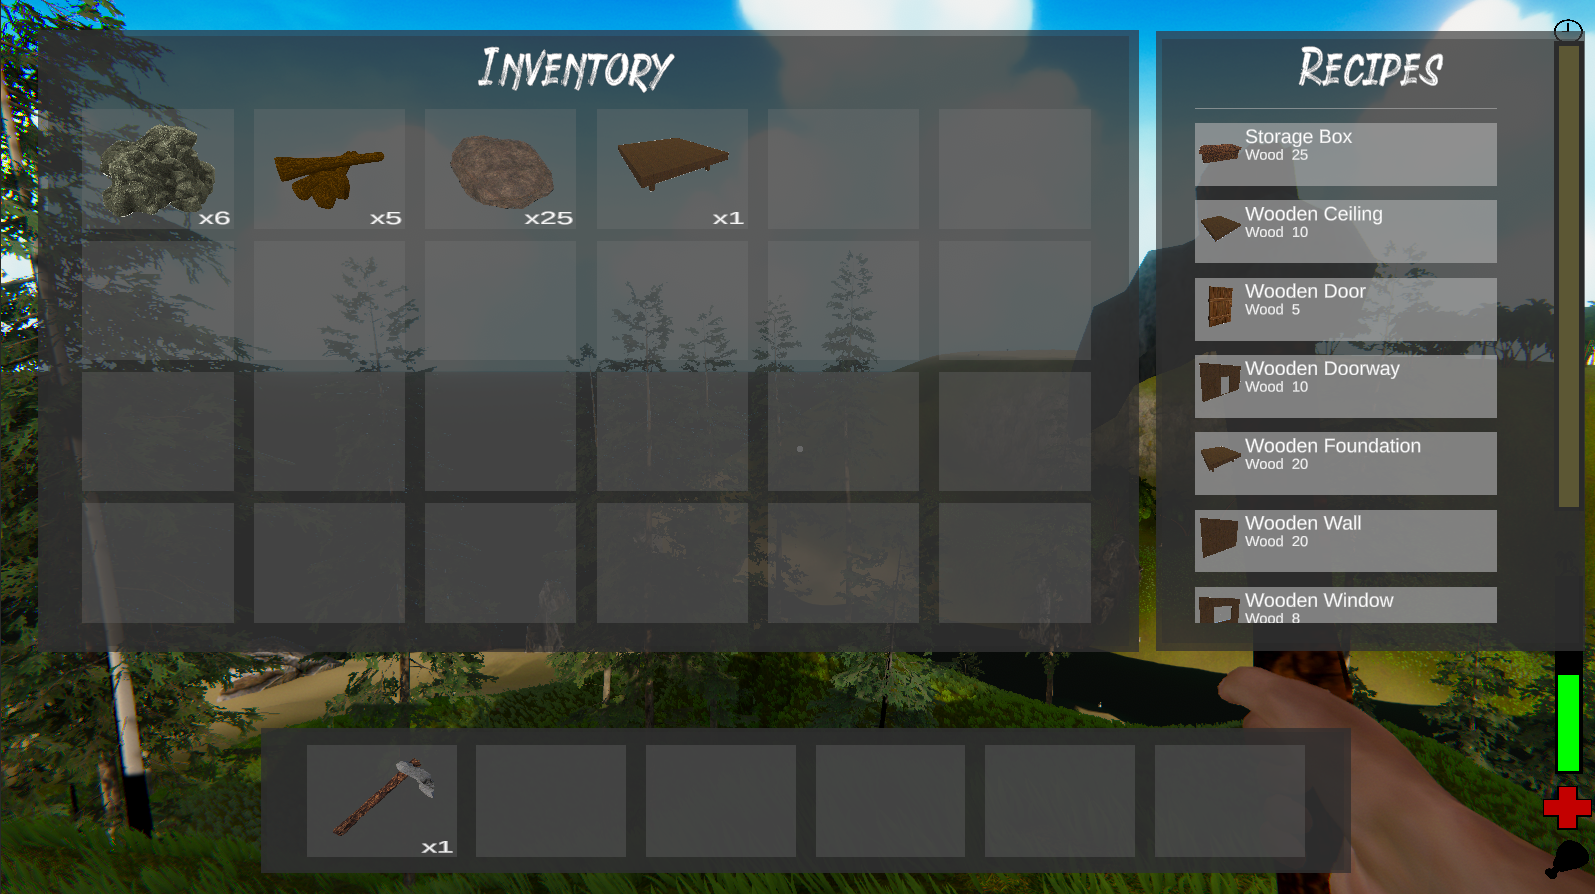 INVENTORY
x6
x5
x25
x1
x1
RECIPES
Storage Box
Wood 25
Wooden Ceiling
Wood 10
Wooden Door
Wood 5
Wooden Doorway
Wood 10
Wooden Foundation
Wood 20
Wooden Wall
Wood 20
Wooden Window
Wood 8